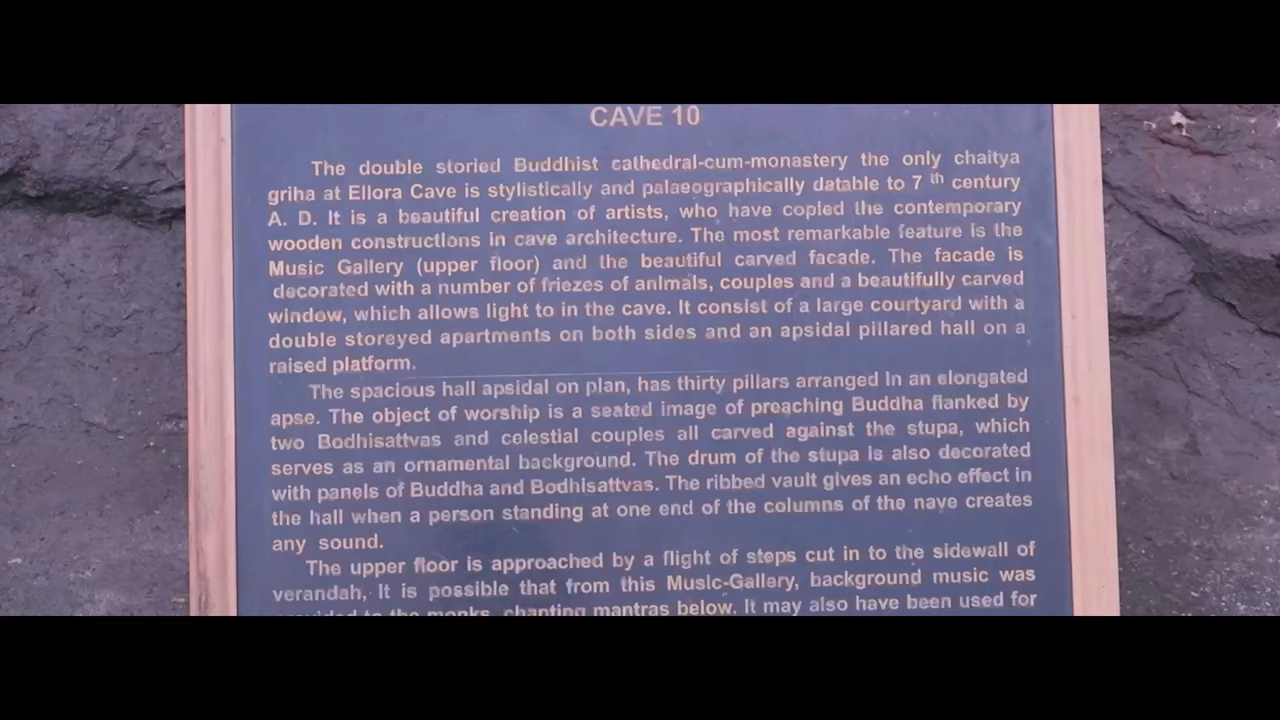 CAVE 10
The double storied Buddhist cathedral-cum-monastery the only chaitya
griha at Ellora Cave is stylistically and palaeographically datable to 7 th century
A. D. It is a beautiful creation of artists, who have copied the contemporary
wooden constructions in cave architecture. The most remarkable feature is the
Music Gallery (upper floor) and the beautiful carved facade. The facade is
decorated with a number of friezes of animals, couples and a beautifully carved
window, which allows light to in the cave. It consist of a large courtyard with a
double storeyed apartments on both sides and an apsidal pillared hall on a
raised platform.
The spacious hall apsidal on plan, has thirty pillars arranged In an elongated
apse. The object of worship is a seated image of preaching Buddha flanked by
two Bodhisattvas and celestial couples all carved against the stupa, which
serves as an ornamental background. The drum of the stupa is also decorated
with panels of Buddha and Bodhisattvas. The ribbed vault gives an echo effect in
the hall when a person standing at one end of the columns of the nave creates
any sound.
The upper floor is approached by a flight of steps cut in to the sidewall of
verandah, It is possible that from this Music-Gallery, background music was
provided to the monks, chanting mantras below. It may also have been used for